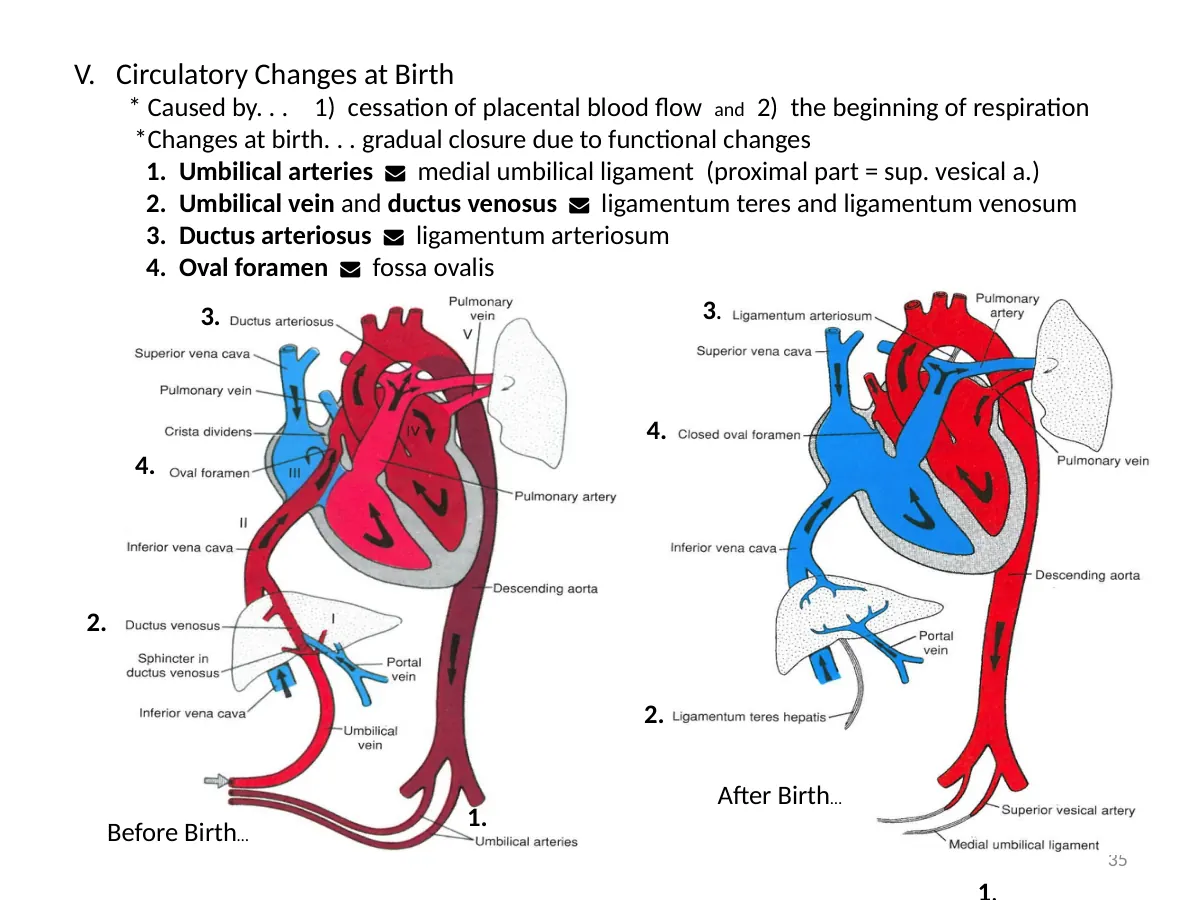 V. Circulatory Changes at Birth
* Caused by. . . 1) cessation of placental blood flow and 2) the beginning of respiration
*Changes at birth. . . gradual closure due to functional changes
1. Umbilical arteries ✉ medial umbilical ligament (proximal part = sup. vesical a.)
2. Umbilical vein and ductus venosus ✉ ligamentum teres and ligamentum venosum
3. Ductus arteriosus ✉ ligamentum arteriosum
4. Oval foramen ✉ fossa ovalis
Pulmonary
vein
3. Ductus arteriosus
V
Superior vena cava
Pulmonary vein
Crista dividens
IV
4. Oval foramen
III
Pulmonary artery
II
Inferior vena cava
Descending aorta
2. Ductus venosus
I
Sphincter in
ductus venosus
Portal
vein
Inferior vena cava
Umbilical
vein
1.
Umbilical arteries
Before Birth...
Pulmonary
artery
3. Ligamentum arteriosum
Superior vena cava
4. Closed oval foramen
Pulmonary vein
Inferior vena cava
Descending aorta
Portal
vein
2. Ligamentum teres hepatis
After Birth...
Superior vesical artery
Medial umbilical ligament
35
1.